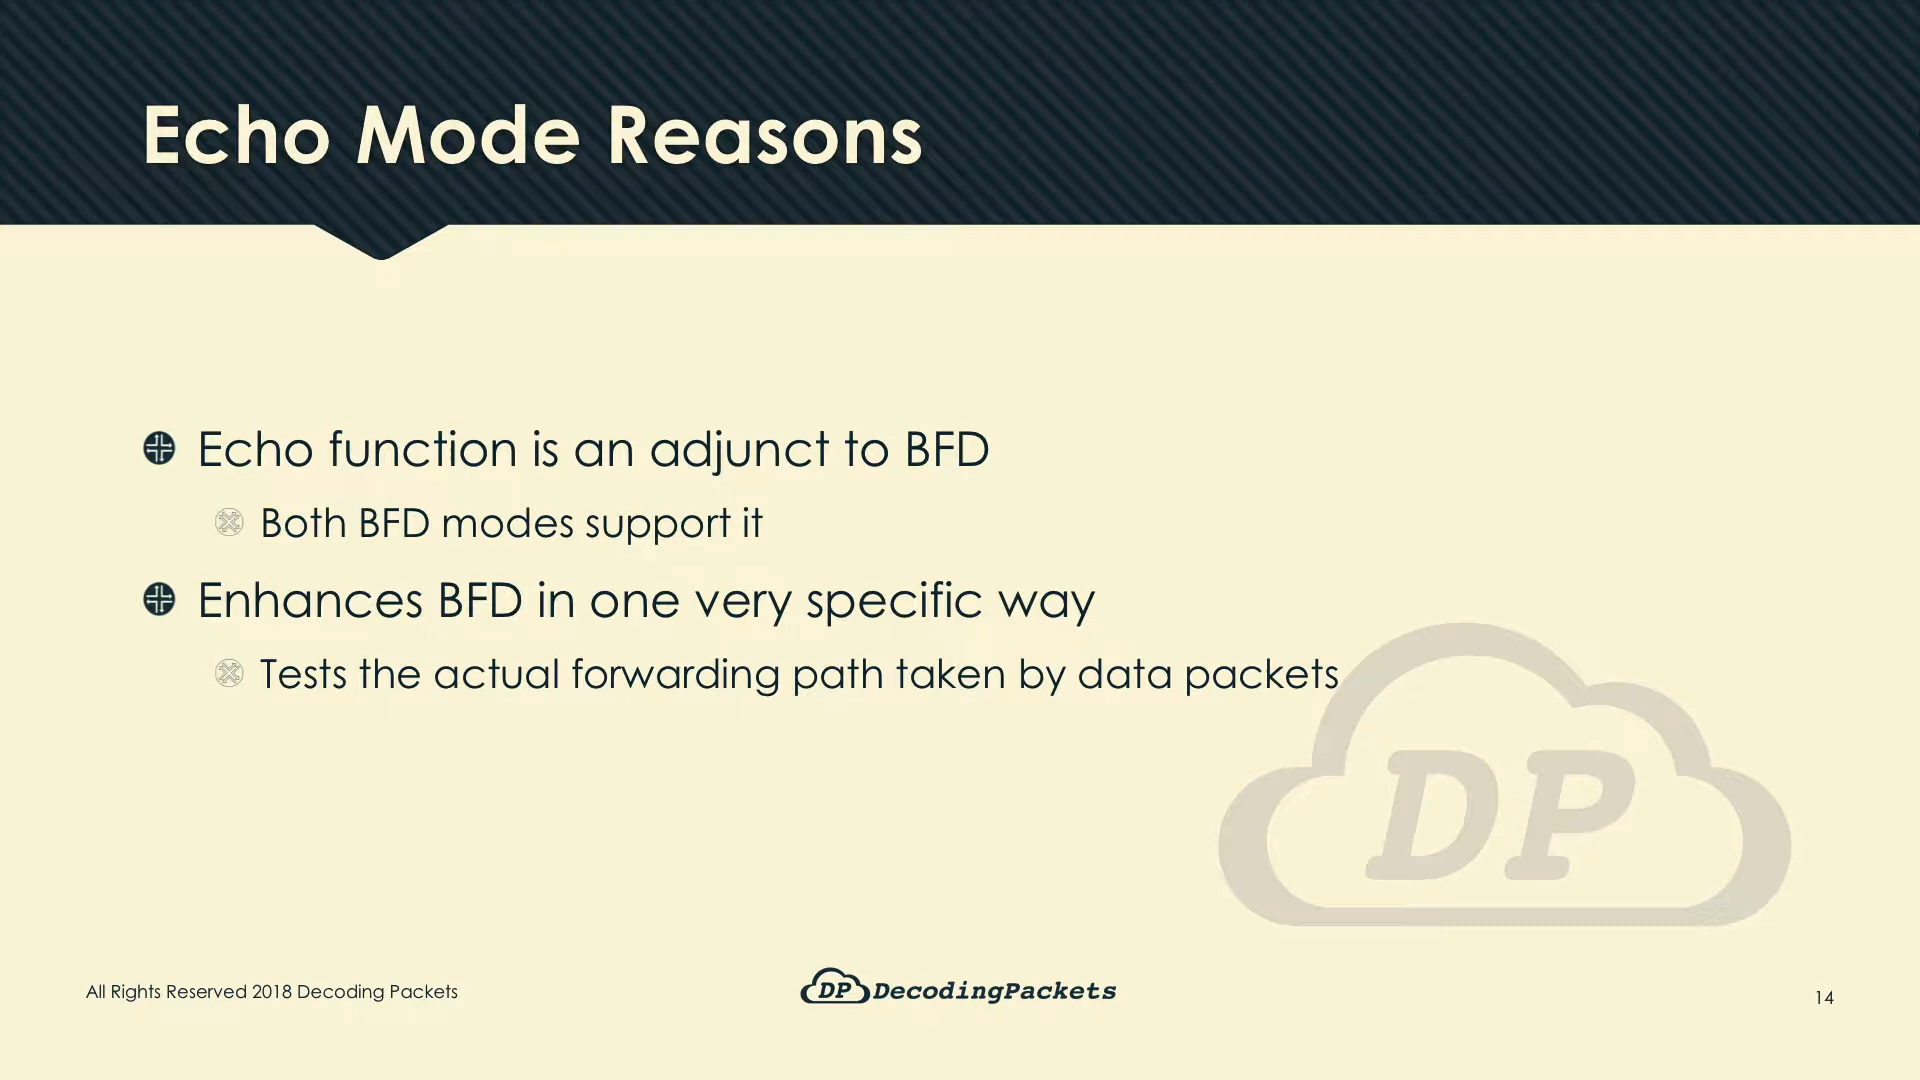 Echo Mode Reasons
Echo function is an adjunct to BFD
Both BFD modes support it
Enhances BFD in one very specific way
Tests the actual forwarding path taken by data packets
DP
All Rights Reserved 2018 Decoding Packets
DP DecodingPackets
14